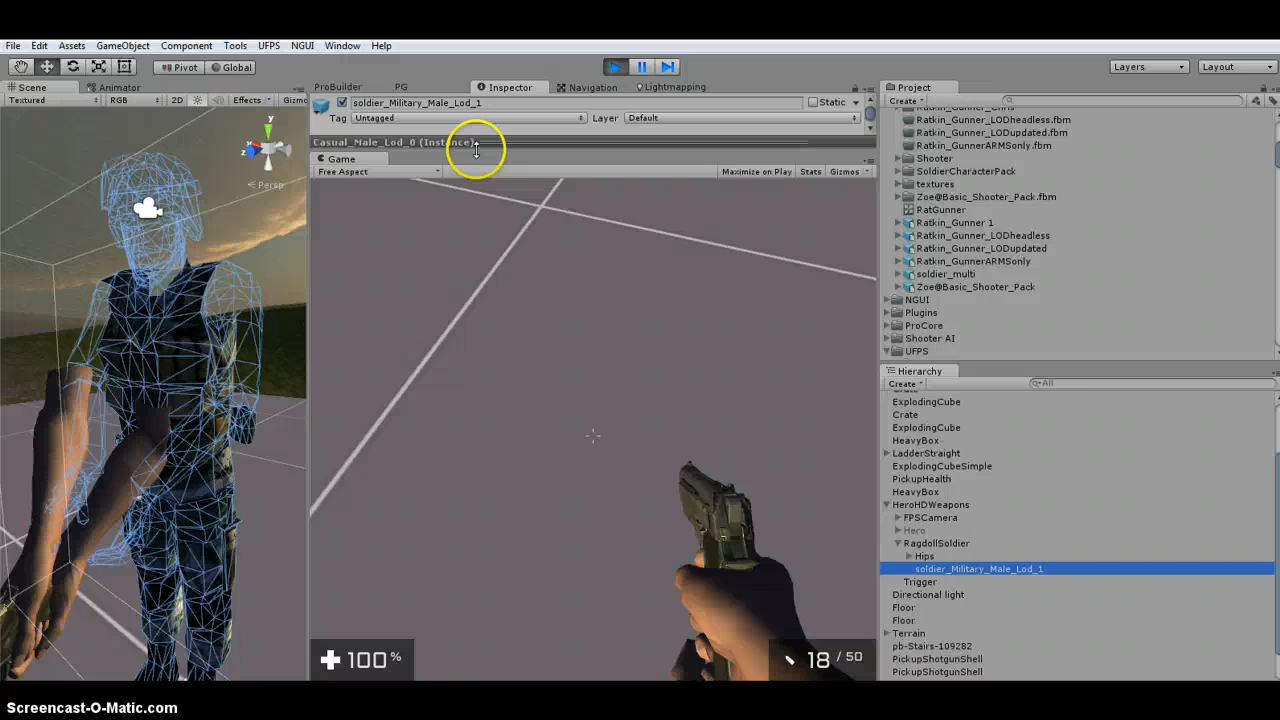 File Edit Assets GameObject Component Tools UFPS NGUI Window Help
Pivot Global Layers Layout
Scene Animator ProBuilder PG Inspector Navigation Lightmapping Project
Textured RGB 2D Effects Gizmo
soldier_Military_Male_Lod_1 Static
Tag Untagged Layer Default
Casual_Male_Lod_0 (Instance)
Game
Free Aspect Maximize on Play Stats Gizmos
y
z
Persp
100%
18 / 50
Create
Ratkin_Gunner_LODheadless.fbm
Ratkin_Gunner_LODupdated.fbm
Ratkin_GunnerARMSonly.fbm
Shooter
SoldierCharacterPack
textures
Zoe@Basic_Shooter_Pack.fbm
RatGunner
Ratkin_Gunner 1
Ratkin_Gunner_LODheadless
Ratkin_Gunner_LODupdated
Ratkin_GunnerARMSonly
soldier_multi
Zoe@Basic_Shooter_Pack
NGUI
Plugins
ProCore
Shooter AI
UFPS
Hierarchy
Create All
ExplodingCube
Crate
ExplodingCube
HeavyBox
LadderStraight
ExplodingCubeSimple
PickupHealth
HeavyBox
HeroHDWeapons
FPSCamera
Hero
RagdollSoldier
Hips
soldier_Military_Male_Lod_1
Trigger
Directional light
Floor
Floor
Terrain
pb-Stairs-109282
PickupShotgunShell
PickupShotgunShell
Screencast-O-Matic.com